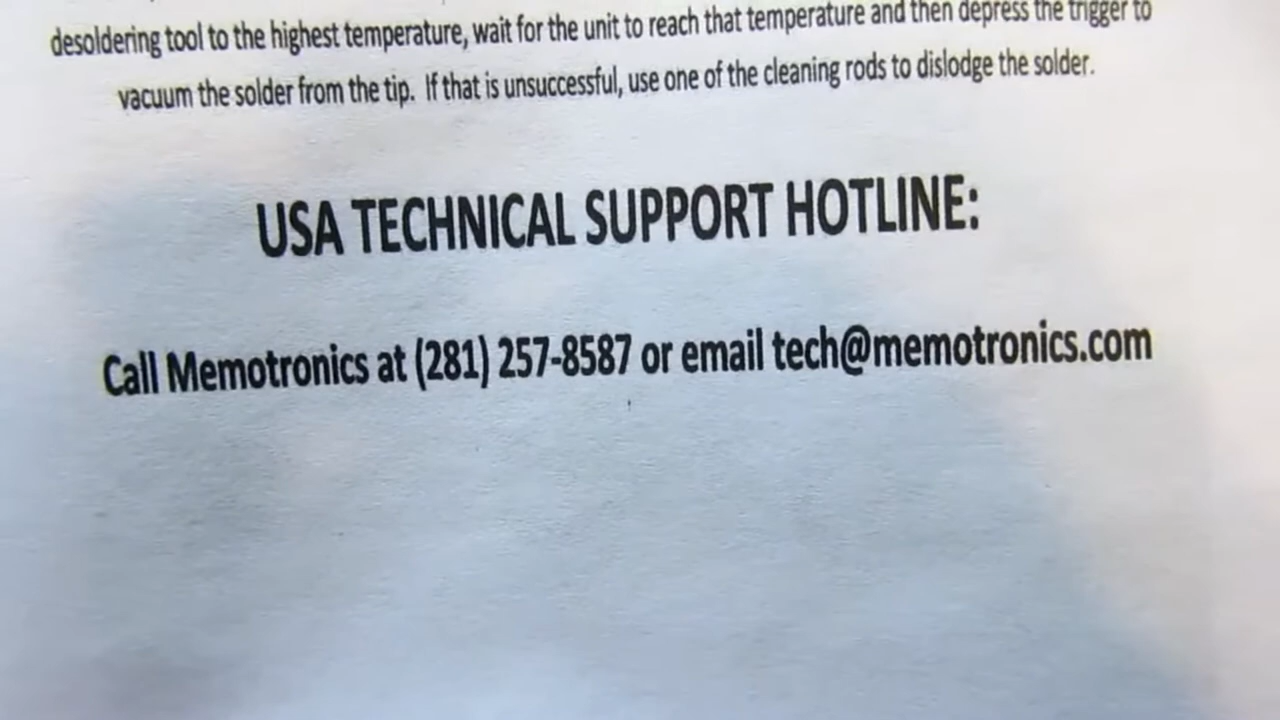 desoldering tool to the highest temperature, wait for the unit to reach that temperature and then depress the trigger to
vacuum the solder from the tip. If that is unsuccessful, use one of the cleaning rods to dislodge the solder.
USA TECHNICAL SUPPORT HOTLINE:
Call Memotronics at (281) 257-8587 or email tech@memotronics.com